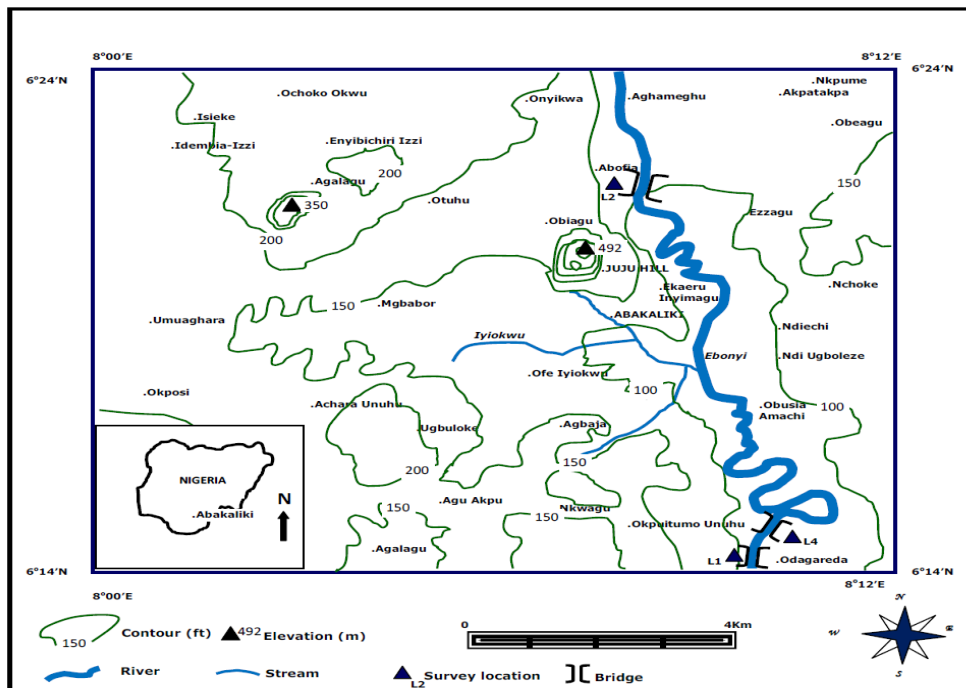 8°00′E
8°12′E
6°24′N
6°24′N
.Nkpume
.Ochoko Okwu
.Onyikwa
.Aghameghu
.Akpatakpa
.Isieke
.Obeagu
.Idembia-Izzi
.Enyibichiri Izzi
.Abofia
.Agalagu
200
150
L2
350
.Otuhu
Ezzagu
.Obiagu
200
492
.JUJU HILL
.Nchoke
.Ekaeru
Inyimagu
150
.Mgbabor
.Umuaghara
.ABAKALIKI
.Ndiechi
Iyiokwu
Ebonyi
.Ndi Ugboleze
.Ofe Iyiokwu
100
.Okposi
.Achara Unuhu
.Obusia
Amachi
100
.Ugbuloke
.Agbaja
150
NIGERIA
200
.Agu Akpu
N
150
.Abakaliki
150
.Nkwagu
.Okpuitumo Unuhu
.Agalagu
L4
L1
.Odagareda
6°14′N
6°14′N
8°00′E
8°12′E
150
Contour (ft)
492
Elevation (m)
0
4Km
N
W
E
S
River
Stream
L2
Survey location
Bridge